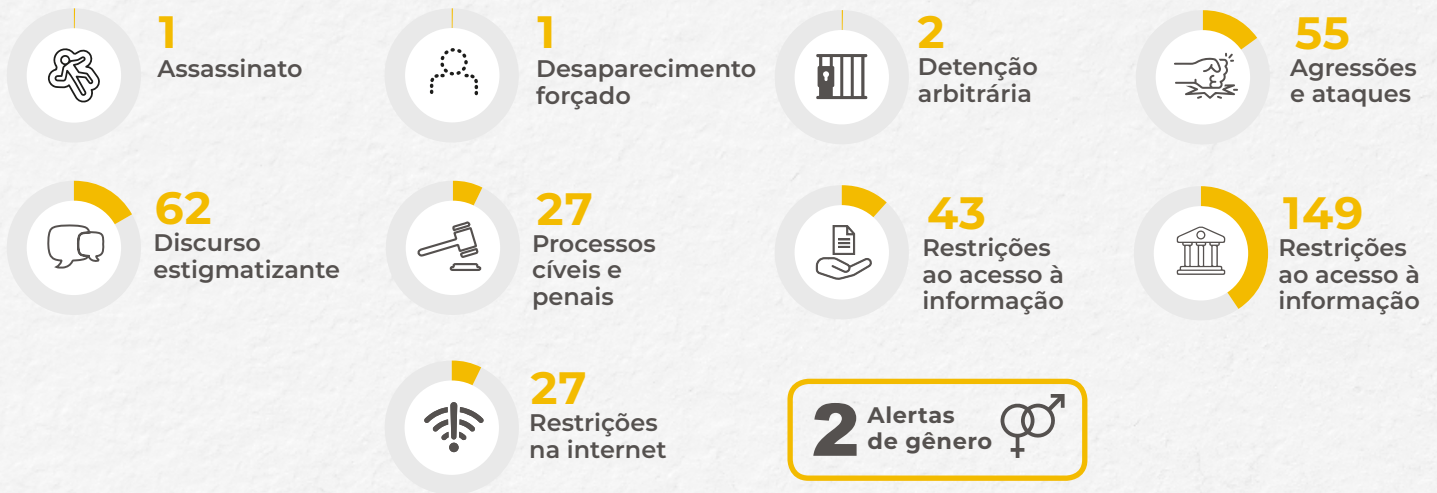 1
Assassinato
1
Desaparecimento
forçado
2
Detenção
arbitrária
55
Agressões
e ataques
62
Discurso
estigmatizante
27
Processos
cíveis e
penais
43
Restrições
ao acesso à
informação
149
Restrições
ao acesso à
informação
27
Restrições
na internet
2 Alertas
de gênero